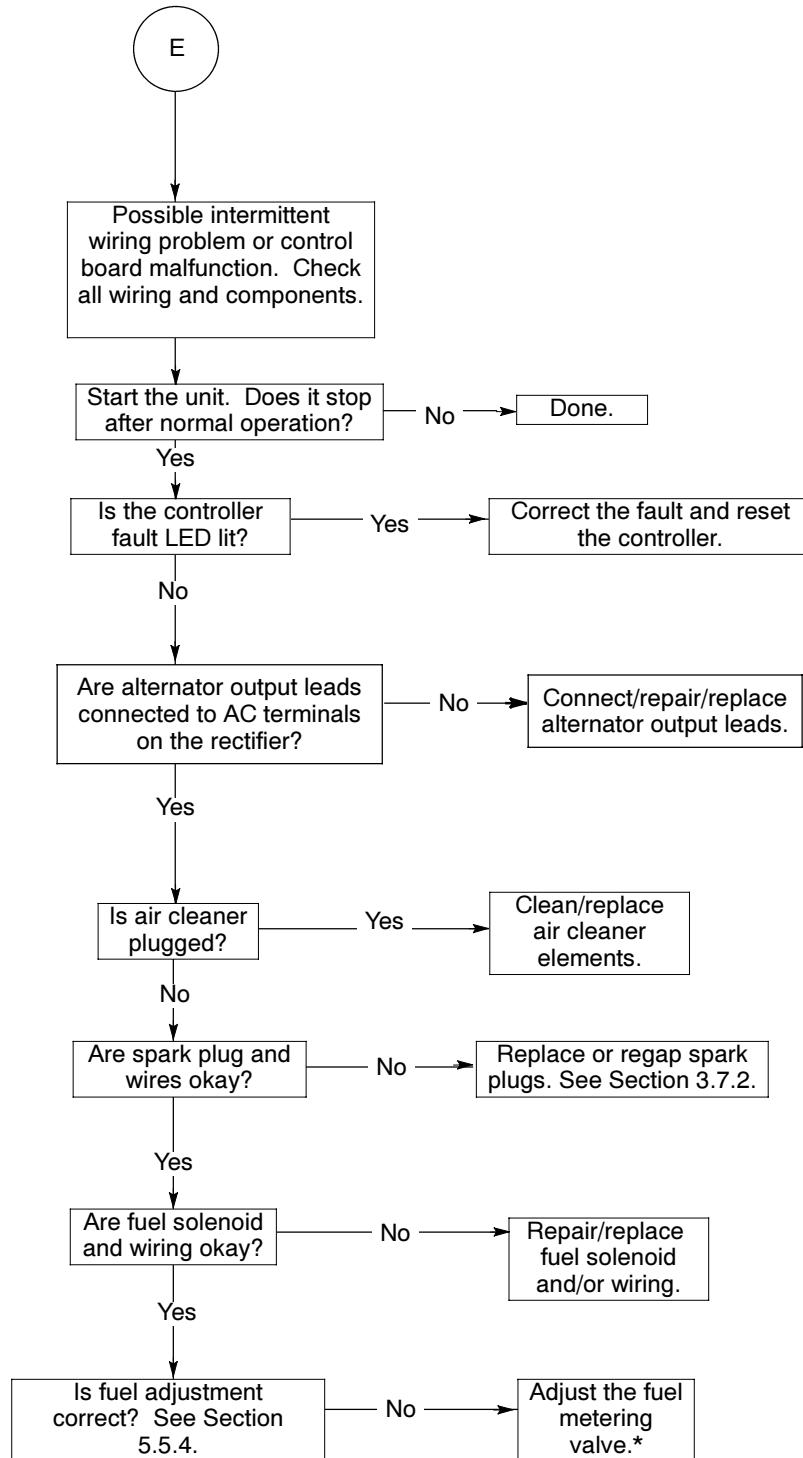 E
Possible intermittent
wiring problem or control
board malfunction. Check
all wiring and components.
Start the unit. Does it stop
after normal operation?
No
Done.
Yes
Is the controller
fault LED lit?
Yes
Correct the fault and reset
the controller.
No
Are alternator output leads
connected to AC terminals
on the rectifier?
No
Connect/repair/replace
alternator output leads.
Yes
Is air cleaner
plugged?
Yes
Clean/replace
air cleaner
elements.
No
Are spark plug and
wires okay?
No
Replace or regap spark
plugs. See Section 3.7.2.
Yes
Are fuel solenoid
and wiring okay?
No
Repair/replace
fuel solenoid
and/or wiring.
Yes
Is fuel adjustment
correct? See Section
5.5.4.
No
Adjust the fuel
metering
valve.*